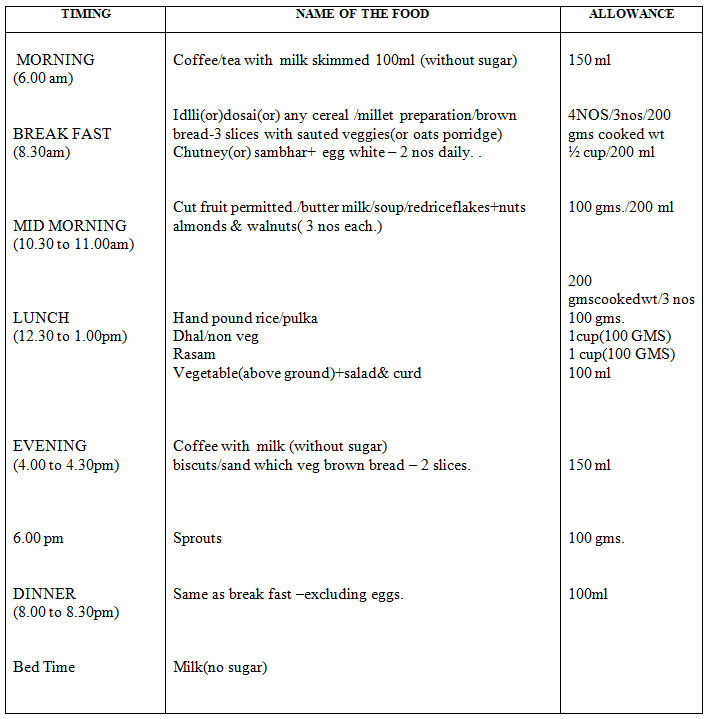 TIMING NAME OF THE FOOD ALLOWANCE
MORNING Coffee/tea with milk skimmed 100ml (without sugar) 150 ml
(6.00 am)
Idlli(or)dosai(or) any cereal /millet preparation/brown 4NOS/3nos/200
BREAK FAST bread-3 slices with sauted veggies(or oats porridge) gms cooked wt
(8.30am) Chutney(or) sambhar+ egg white – 2 nos daily. . ½ cup/200 ml
Cut fruit permitted./butter milk/soup/redriceflakes+nuts 100 gms./200 ml
MID MORNING almonds & walnuts( 3 nos each.)
(10.30 to 11.00am)
200
gmscookedwt/3 nos
LUNCH Hand pound rice/pulka 100 gms.
(12.30 to 1.00pm) Dhal/non veg 1cup(100 GMS)
Rasam 1 cup(100 GMS)
Vegetable(above ground)+salad& curd 100 ml
EVENING Coffee with milk (without sugar)
(4.00 to 4.30pm) biscuts/sand which veg brown bread – 2 slices. 150 ml
6.00 pm Sprouts 100 gms.
DINNER Same as break fast –excluding eggs. 100ml
(8.00 to 8.30pm)
Bed Time Milk(no sugar)